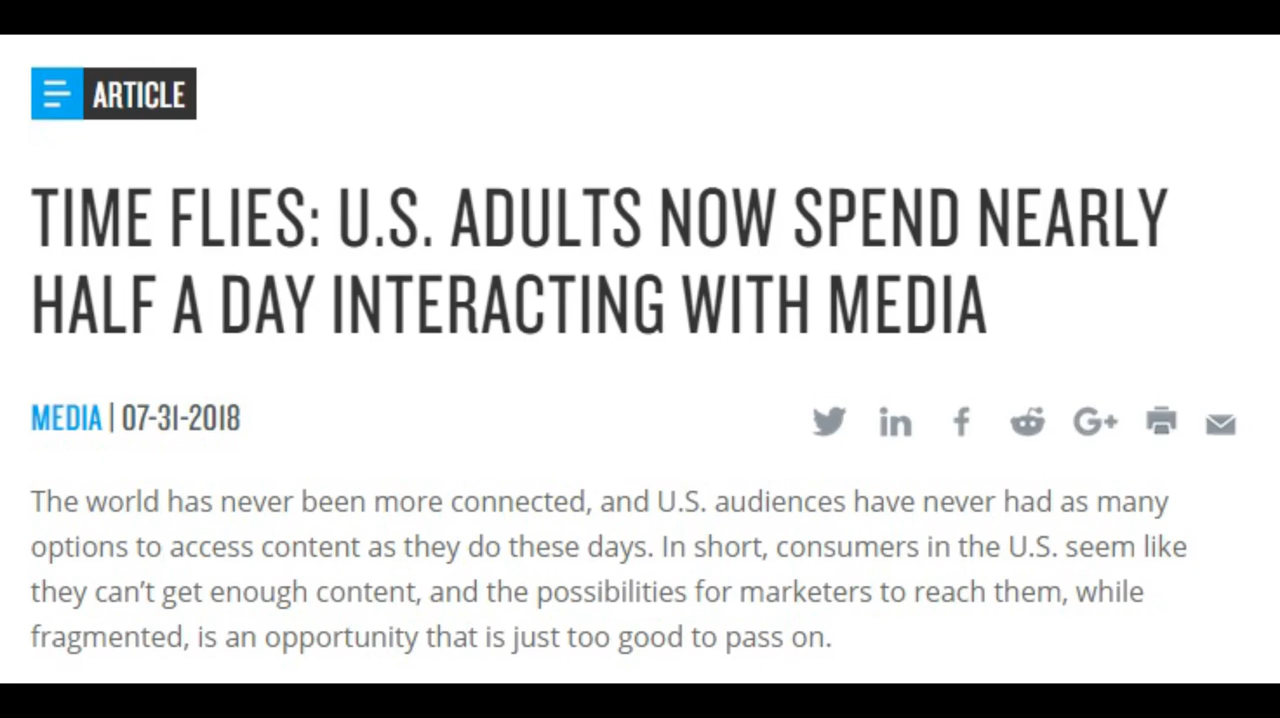 ARTICLE
TIME FLIES: U.S. ADULTS NOW SPEND NEARLY
HALF A DAY INTERACTING WITH MEDIA
MEDIA | 07-31-2018
The world has never been more connected, and U.S. audiences have never had as many
options to access content as they do these days. In short, consumers in the U.S. seem like
they can’t get enough content, and the possibilities for marketers to reach them, while
fragmented, is an opportunity that is just too good to pass on.